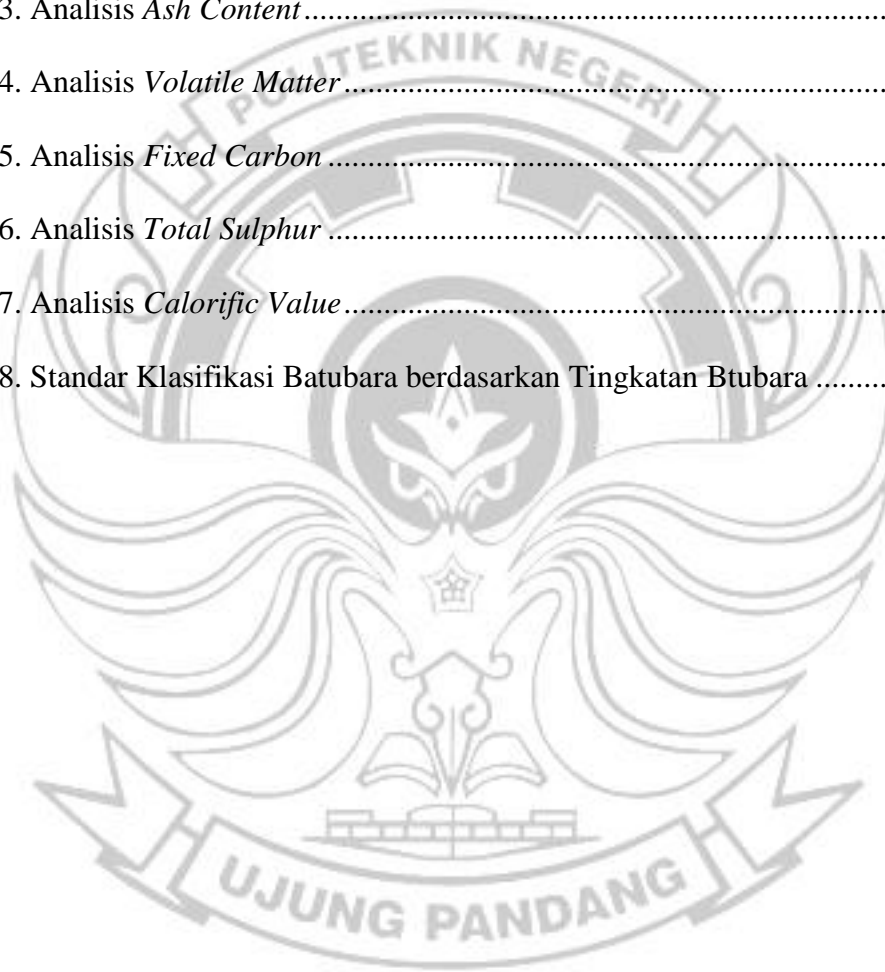 3. Analisis Ash Content.......................................................................
4. Analisis Volatile Matter..................................................................
5. Analisis Fixed Carbon ....................................................................
6. Analisis Total Sulphur ....................................................................
7. Analisis Calorific Value..................................................................
8. Standar Klasifikasi Batubara berdasarkan Tingkatan Btubara .........
POLITEKNIK NEGERI
UJUNG PANDANG